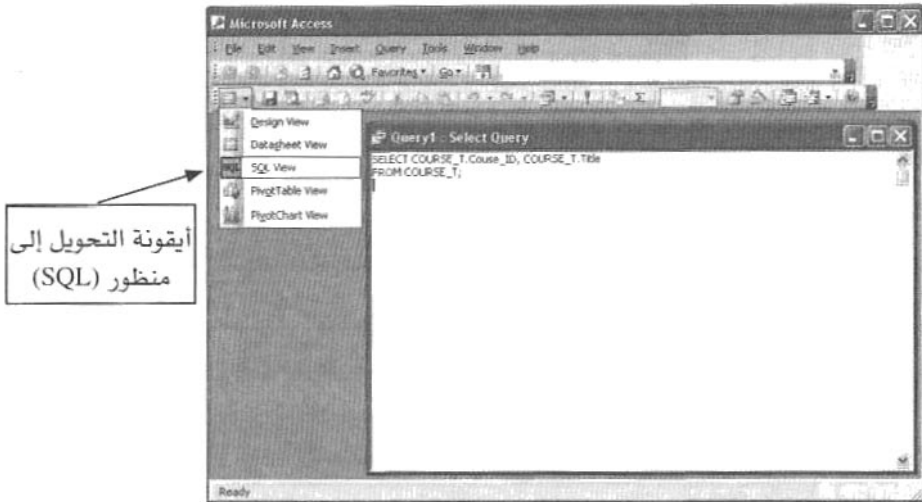 Microsoft Access
File Edit View Insert Query Tools Window Help
Favorites Go
Design View
Datasheet View
SQL SQL View
PivotTable View
PivotChart View
Query1 : Select Query
SELECT COURSE_T.Couse_ID, COURSE_T.Title
FROM COURSE_T;
أيقونة التحويل إلى
منظور (SQL)
Ready